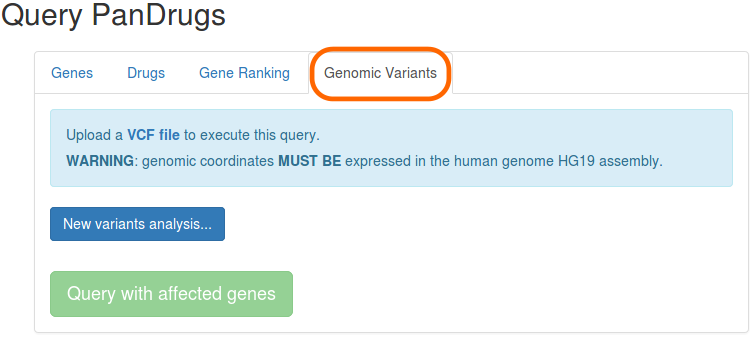 Query PanDrugs
Genes Drugs Gene Ranking Genomic Variants
Upload a VCF file to execute this query.
WARNING: genomic coordinates MUST BE expressed in the human genome HG19 assembly.
New variants analysis...
Query with affected genes